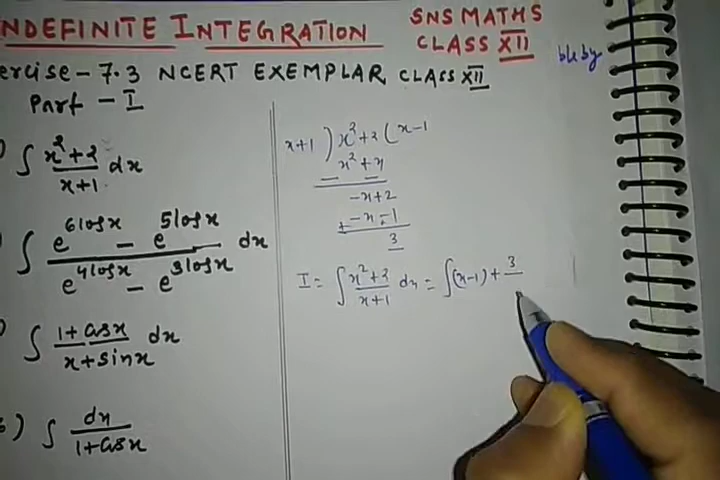 NDEFINITE INTEGRATION
SNS MATHS
CLASS XII
ercise-7.3 NCERT EXEMPLAR CLASS XII
Part - I
) ∫ x²+2 / x+1 dx
) ∫ e^6logx - e^5logx / e^4logx - e^3logx dx
) ∫ 1+cosx / x+sinx dx
) ∫ dx / 1+cosx
x+1 ) x²+2 ( x-1
x²+x
- -
-x+2
-x-1
+ +
3
I = ∫ x²+2 / x+1 dx = ∫(x-1) + 3